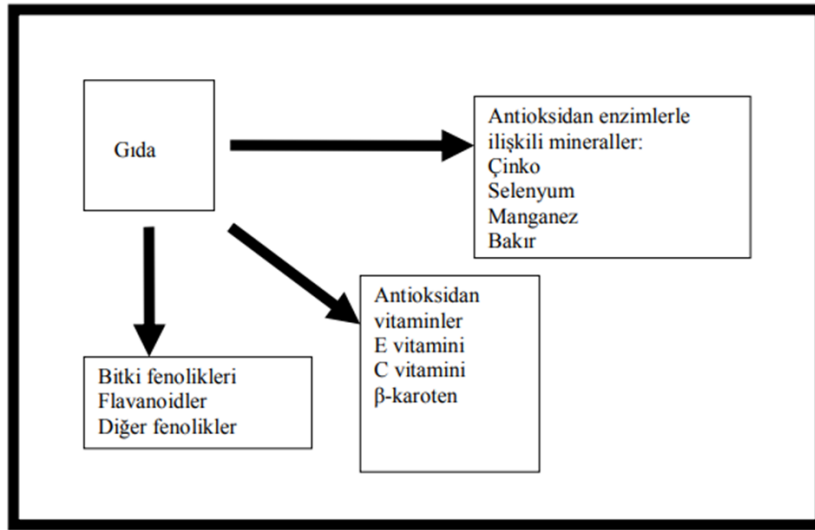 Gıda
Antioksidan enzimlerle
ilişkili mineraller:
Çinko
Selenyum
Manganez
Bakır
Antioksidan
vitaminler
E vitamini
C vitamini
β-karoten
Bitki fenolikleri
Flavanoidler
Diğer fenolikler